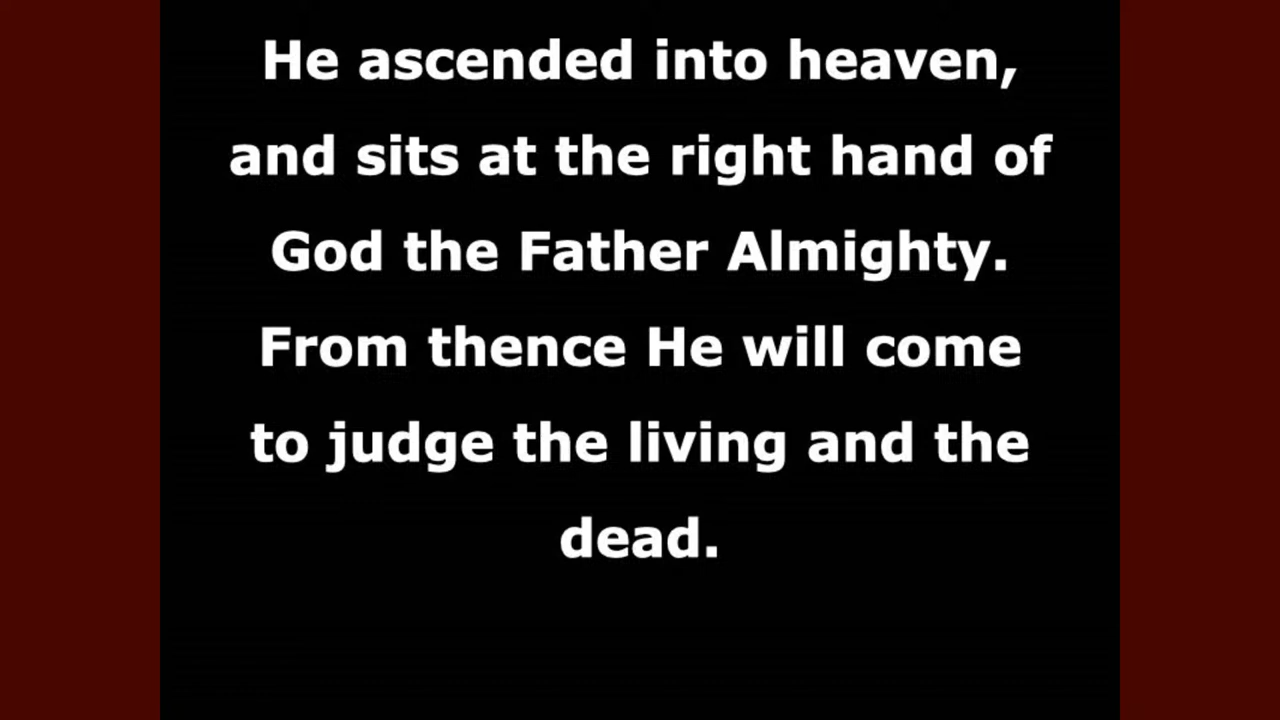 He ascended into heaven,
and sits at the right hand of
God the Father Almighty.
From thence He will come
to judge the living and the
dead.